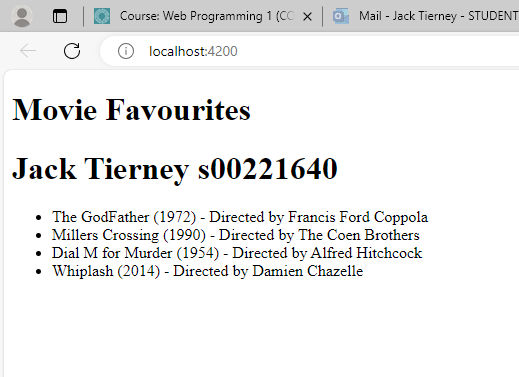 Course: Web Programming 1 (CC
Mail - Jack Tierney - STUDENT
localhost:4200
Movie Favourites
Jack Tierney s00221640
The GodFather (1972) - Directed by Francis Ford Coppola
Millers Crossing (1990) - Directed by The Coen Brothers
Dial M for Murder (1954) - Directed by Alfred Hitchcock
Whiplash (2014) - Directed by Damien Chazelle